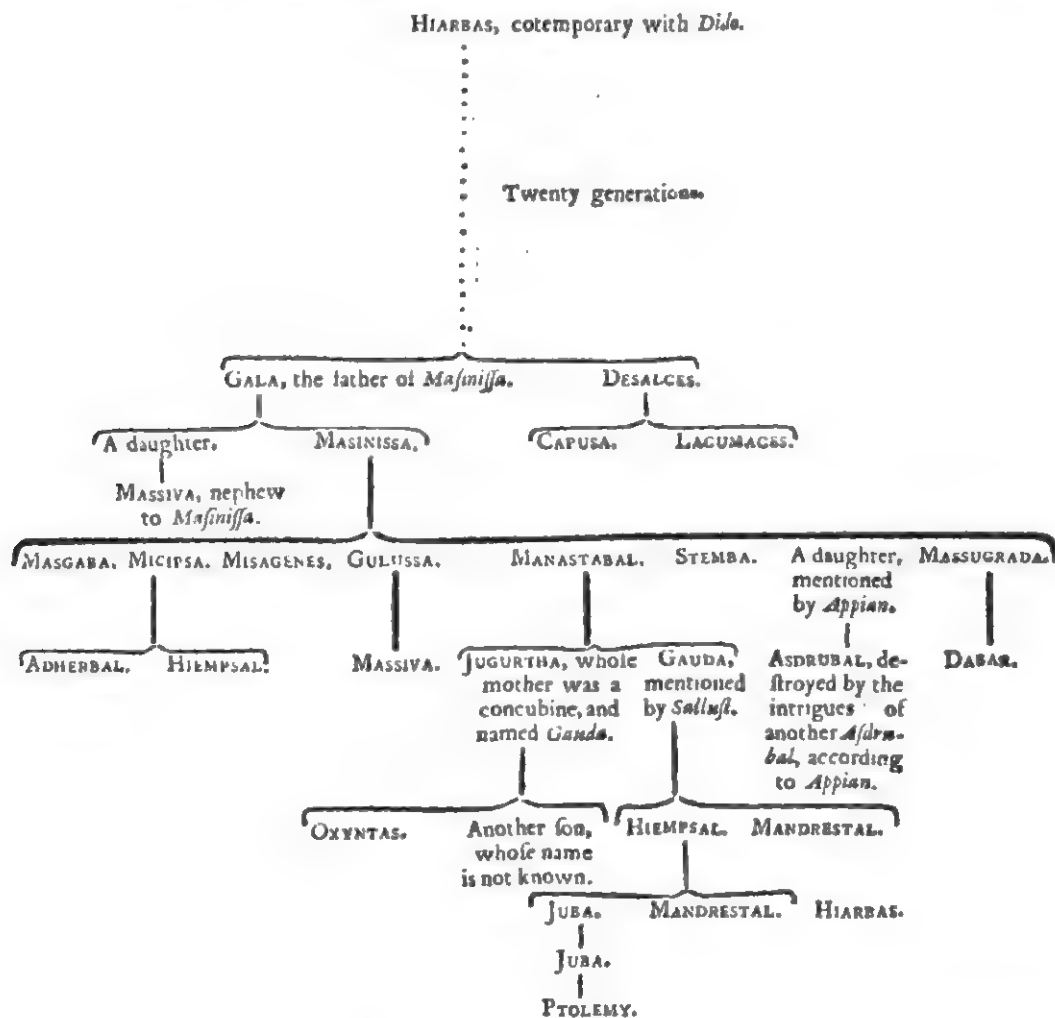 HIARBAS, cotemporary with Dido.
Twenty generations.
GALA, the father of Maſiniſſa. DESALCES.
A daughter. MASINISSA. CAPUSA. LACUMACES.
MASSIVA, nephew
to Maſiniſſa.
MASGABA. MICIPSA. MISAGENES. GULUSSA. MANASTABAL. STEMBA. A daughter, MASSUGRADA.
mentioned
by Appian.
ADHERBAL. HIEMPSAL. MASSIVA. JUGURTHA, whoſe GAUDA, ASDRUBAL, de- DABAR.
mother was a mentioned ſtroyed by the
concubine, and by Salluſt. intrigues of
named Gauda. another Aſdru-
bal, according
to Appian.
OXYNTAS. Another ſon, HIEMPSAL. MANDRESTAL.
whoſe name
is not known.
JUBA. MANDRESTAL. HIARBAS.
JUBA.
PTOLEMY.